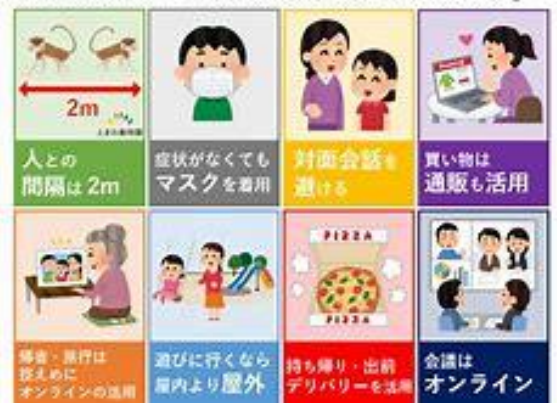 2m
人との
間隔は 2m
症状がなくても
マスクを着用
対面会話を
避ける
買い物は
通販も活用
帰省・旅行は
控えめに
オンラインの活用
遊びに行くなら
屋内より屋外
PIZZA
PIZZA
持ち帰り・出前
デリバリーを活用
会議は
オンライン